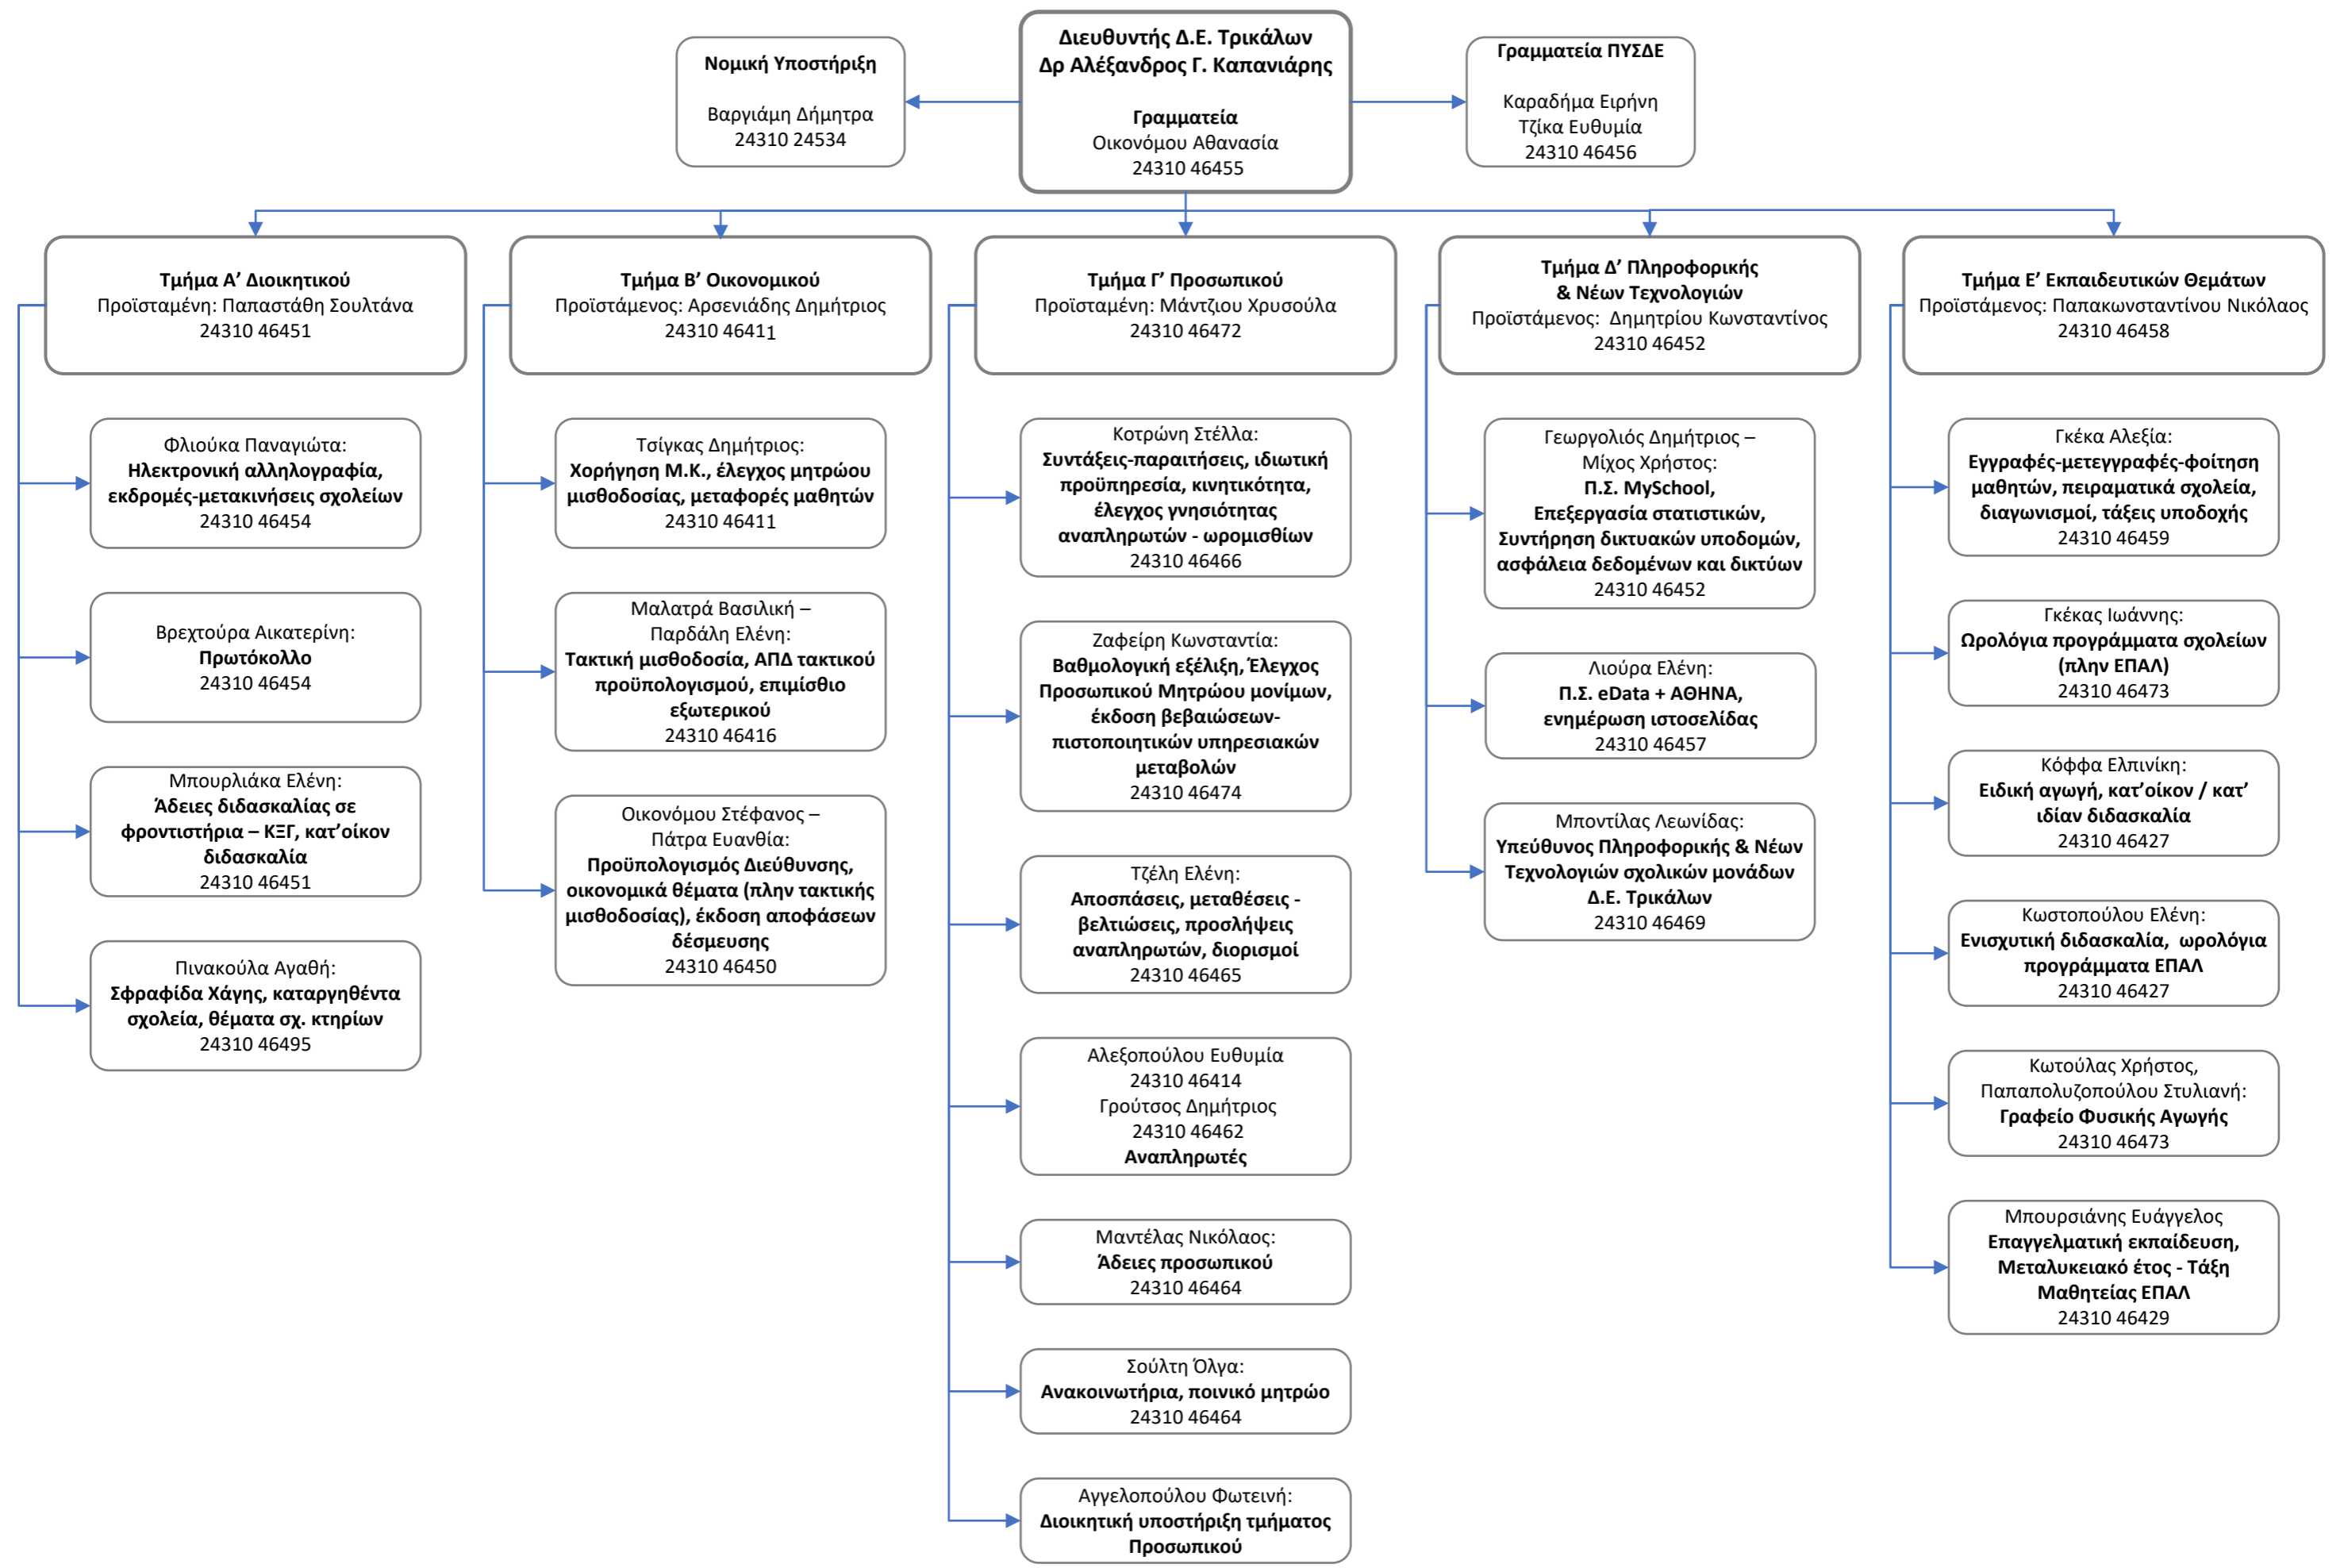 Διευθυντής Δ.Ε. Τρικάλων
Δρ Αλέξανδρος Γ. Καπανιάρης
Γραμματεία
Οικονόμου Αθανασία
24310 46455
Νομική Υποστήριξη
Βαργιάμη Δήμητρα
24310 24534
Γραμματεία ΠΥΣΔΕ
Καραδήμα Ειρήνη
Τζίκα Ευθυμία
24310 46456
Τμήμα Α’ Διοικητικού
Προϊσταμένη: Παπαστάθη Σουλτάνα
24310 46451
Φλιούκα Παναγιώτα:
Ηλεκτρονική αλληλογραφία,
εκδρομές-μετακινήσεις σχολείων
24310 46454
Βρεχτούρα Αικατερίνη:
Πρωτόκολλο
24310 46454
Μπουρλιάκα Ελένη:
Άδειες διδασκαλίας σε
φροντιστήρια – ΚΞΓ, κατ’οίκον
διδασκαλία
24310 46451
Πινακούλα Αγαθή:
Σφραφίδα Χάγης, καταργηθέντα
σχολεία, θέματα σχ. κτηρίων
24310 46495
Τμήμα Β’ Οικονομικού
Προϊστάμενος: Αρσενιάδης Δημήτριος
24310 46411
Τσίγκας Δημήτριος:
Χορήγηση Μ.Κ., έλεγχος μητρώου
μισθοδοσίας, μεταφορές μαθητών
24310 46411
Μαλατρά Βασιλική –
Παρδάλη Ελένη:
Τακτική μισθοδοσία, ΑΠΔ τακτικού
προϋπολογισμού, επιμίσθιο
εξωτερικού
24310 46416
Οικονόμου Στέφανος –
Πάτρα Ευανθία:
Προϋπολογισμός Διεύθυνσης,
οικονομικά θέματα (πλην τακτικής
μισθοδοσίας), έκδοση αποφάσεων
δέσμευσης
24310 46450
Τμήμα Γ’ Προσωπικού
Προϊσταμένη: Μάντζιου Χρυσούλα
24310 46472
Κοτρώνη Στέλλα:
Συντάξεις-παραιτήσεις, ιδιωτική
προϋπηρεσία, κινητικότητα,
έλεγχος γνησιότητας
αναπληρωτών - ωρομισθίων
24310 46466
Ζαφείρη Κωνσταντία:
Βαθμολογική εξέλιξη, Έλεγχος
Προσωπικού Μητρώου μονίμων,
έκδοση βεβαιώσεων-
πιστοποιητικών υπηρεσιακών
μεταβολών
24310 46474
Τζέλη Ελένη:
Αποσπάσεις, μεταθέσεις -
βελτιώσεις, προσλήψεις
αναπληρωτών, διορισμοί
24310 46465
Αλεξοπούλου Ευθυμία
24310 46414
Γρούτσος Δημήτριος
24310 46462
Αναπληρωτές
Μαντέλας Νικόλαος:
Άδειες προσωπικού
24310 46464
Σούλτη Όλγα:
Ανακοινωτήρια, ποινικό μητρώο
24310 46464
Αγγελοπούλου Φωτεινή:
Διοικητική υποστήριξη τμήματος
Προσωπικού
Τμήμα Δ’ Πληροφορικής
& Νέων Τεχνολογιών
Προϊστάμενος: Δημητρίου Κωνσταντίνος
24310 46452
Γεωργολιός Δημήτριος –
Μίχος Χρήστος:
Π.Σ. MySchool,
Επεξεργασία στατιστικών,
Συντήρηση δικτυακών υποδομών,
ασφάλεια δεδομένων και δικτύων
24310 46452
Λιούρα Ελένη:
Π.Σ. eData + ΑΘΗΝΑ,
ενημέρωση ιστοσελίδας
24310 46457
Μποντίλας Λεωνίδας:
Υπεύθυνος Πληροφορικής & Νέων
Τεχνολογιών σχολικών μονάδων
Δ.Ε. Τρικάλων
24310 46469
Τμήμα Ε’ Εκπαιδευτικών Θεμάτων
Προϊστάμενος: Παπακωνσταντίνου Νικόλαος
24310 46458
Γκέκα Αλεξία:
Εγγραφές-μετεγγραφές-φοίτηση
μαθητών, πειραματικά σχολεία,
διαγωνισμοί, τάξεις υποδοχής
24310 46459
Γκέκας Ιωάννης:
Ωρολόγια προγράμματα σχολείων
(πλην ΕΠΑΛ)
24310 46473
Κόφφα Ελπινίκη:
Ειδική αγωγή, κατ’οίκον / κατ’
ιδίαν διδασκαλία
24310 46427
Κωστοπούλου Ελένη:
Ενισχυτική διδασκαλία, ωρολόγια
προγράμματα ΕΠΑΛ
24310 46427
Κωτούλας Χρήστος,
Παπαπολυζοπούλου Στυλιανή:
Γραφείο Φυσικής Αγωγής
24310 46473
Μπουρσιάνης Ευάγγελος
Επαγγελματική εκπαίδευση,
Μεταλυκειακό έτος - Τάξη
Μαθητείας ΕΠΑΛ
24310 46429